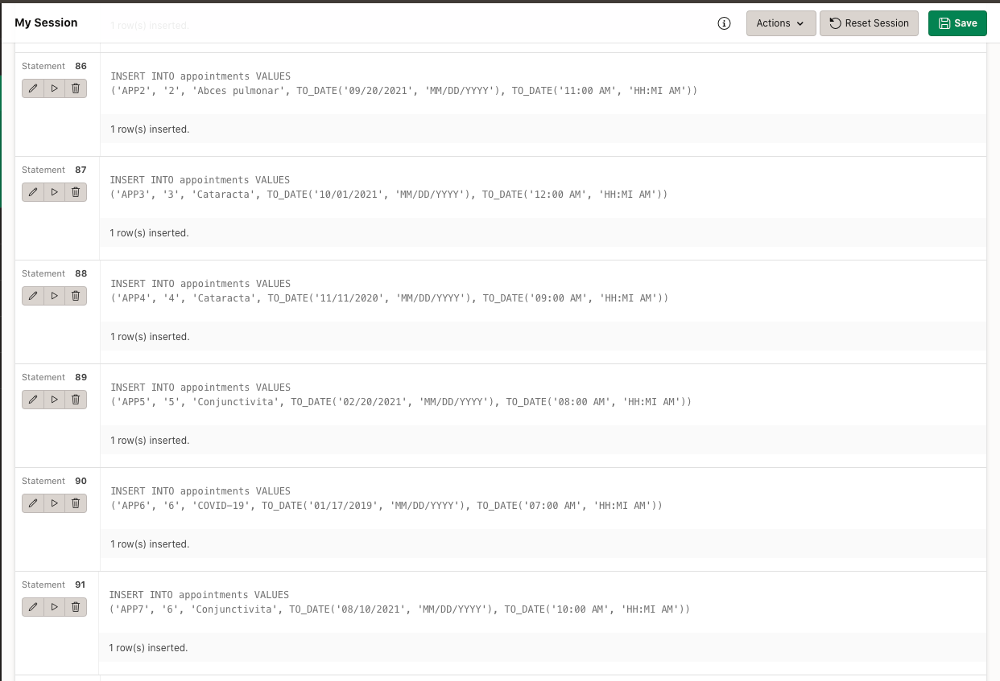 My Session
1 row(s) inserted.
Actions
Reset Session
Save
Statement 86
INSERT INTO appointments VALUES
('APP2', '2', 'Abces pulmonar', TO_DATE('09/20/2021', 'MM/DD/YYYY'), TO_DATE('11:00 AM', 'HH:MI AM'))
1 row(s) inserted.
Statement 87
INSERT INTO appointments VALUES
('APP3', '3', 'Cataracta', TO_DATE('10/01/2021', 'MM/DD/YYYY'), TO_DATE('12:00 AM', 'HH:MI AM'))
1 row(s) inserted.
Statement 88
INSERT INTO appointments VALUES
('APP4', '4', 'Cataracta', TO_DATE('11/11/2020', 'MM/DD/YYYY'), TO_DATE('09:00 AM', 'HH:MI AM'))
1 row(s) inserted.
Statement 89
INSERT INTO appointments VALUES
('APP5', '5', 'Conjunctivita', TO_DATE('02/20/2021', 'MM/DD/YYYY'), TO_DATE('08:00 AM', 'HH:MI AM'))
1 row(s) inserted.
Statement 90
INSERT INTO appointments VALUES
('APP6', '6', 'COVID-19', TO_DATE('01/17/2019', 'MM/DD/YYYY'), TO_DATE('07:00 AM', 'HH:MI AM'))
1 row(s) inserted.
Statement 91
INSERT INTO appointments VALUES
('APP7', '6', 'Conjunctivita', TO_DATE('08/10/2021', 'MM/DD/YYYY'), TO_DATE('10:00 AM', 'HH:MI AM'))
1 row(s) inserted.